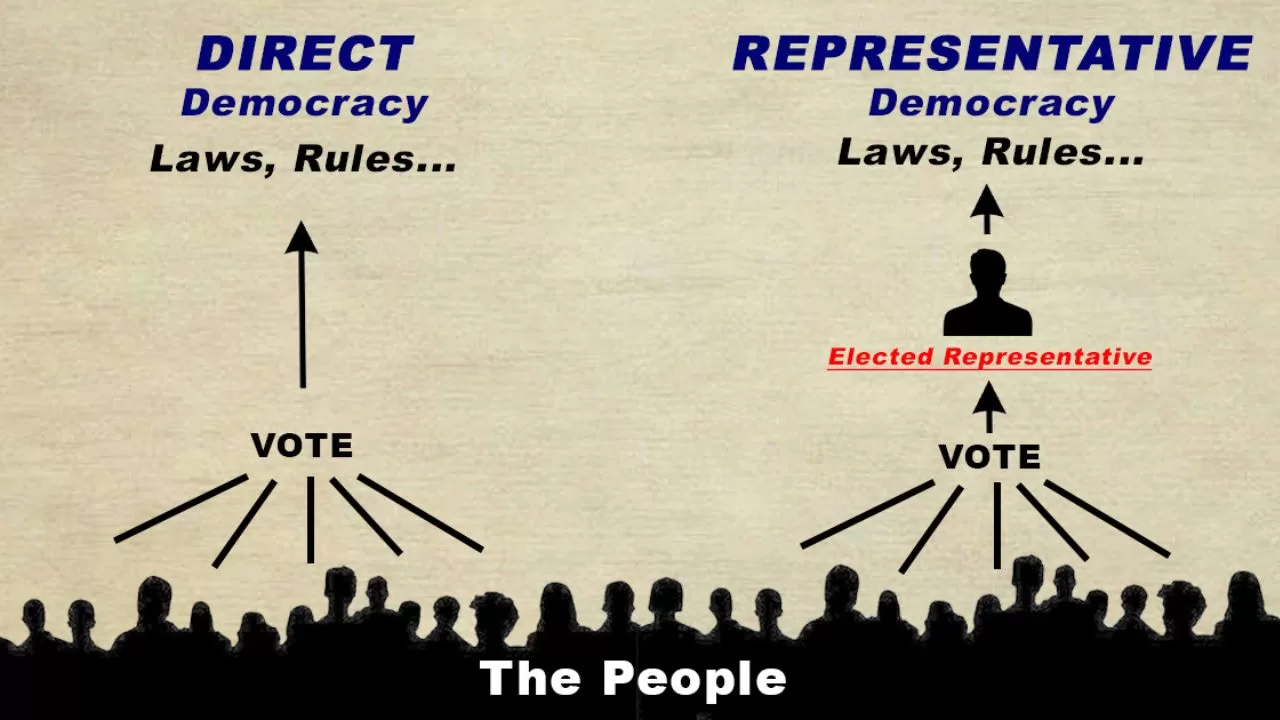 DIRECT
Democracy
Laws, Rules...
VOTE
REPRESENTATIVE
Democracy
Laws, Rules...
Elected Representative
VOTE
The People